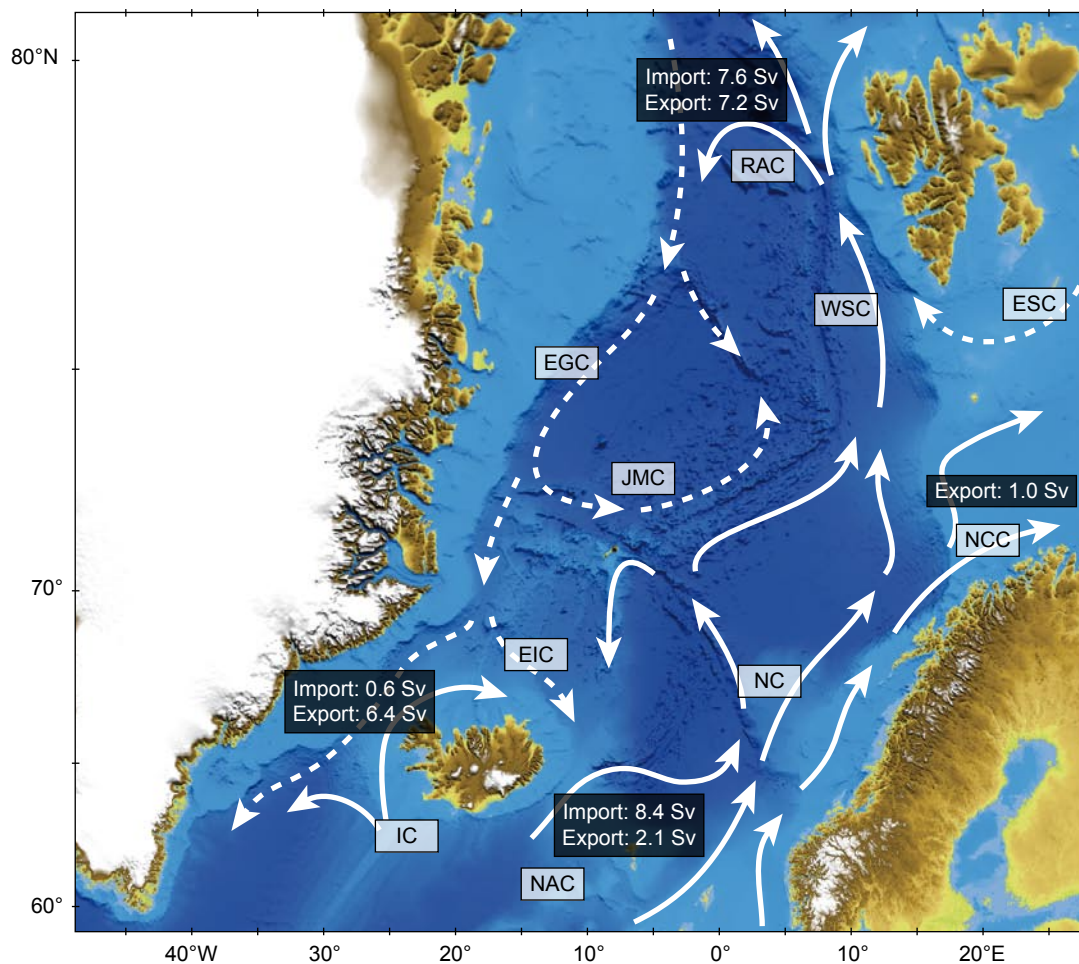 80°N
Import: 7.6 Sv
Export: 7.2 Sv
RAC
WSC
ESC
EGC
JMC
Export: 1.0 Sv
NCC
70°
EIC
NC
Import: 0.6 Sv
Export: 6.4 Sv
Import: 8.4 Sv
Export: 2.1 Sv
IC
NAC
60°
40°W
30°
20°
10°
0°
10°
20°E